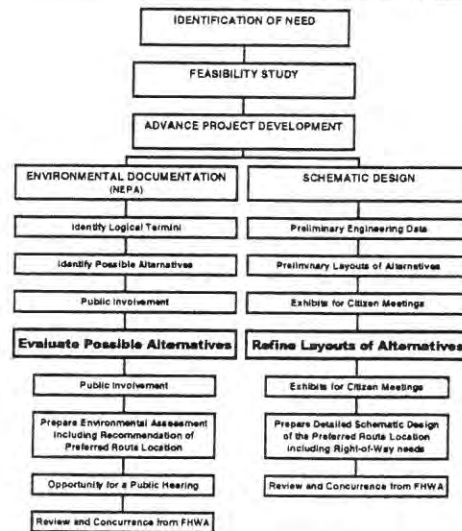 IDENTIFICATION OF NEED
FEASIBILITY STUDY
ADVANCE PROJECT DEVELOPMENT
ENVIRONMENTAL DOCUMENTATION
(NEPA)
Identify Logical Termini
Identify Possible Alternatives
Public Involvement
Evaluate Possible Alternatives
Public Involvement
Prepare Environmental Assessment
Including Recommendation of
Preferred Route Location
Opportunity for a Public Hearing
Review and Concurrence from FHWA
SCHEMATIC DESIGN
Preliminary Engineering Data
Preliminary Layouts of Alternatives
Exhibits for Citizen Meetings
Refine Layouts of Alternatives
Exhibits for Citizen Meetings
Prepare Detailed Schematic Design
of the Preferred Route Location
including Right-of-Way needs
Review and Concurrence from FHWA